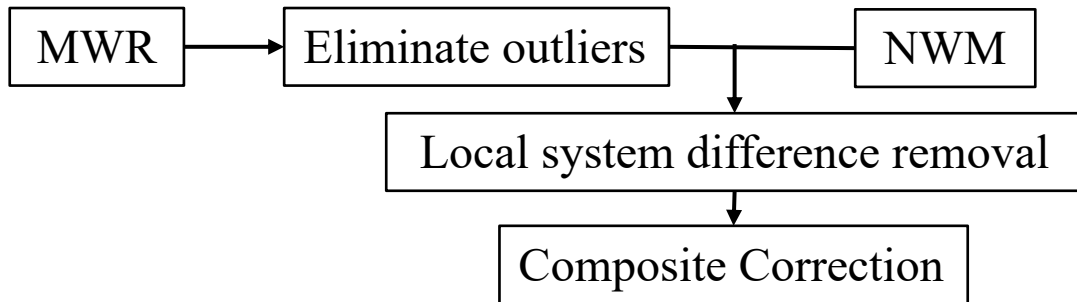 MWR
Eliminate outliers
NWM
Local system difference removal
Composite Correction